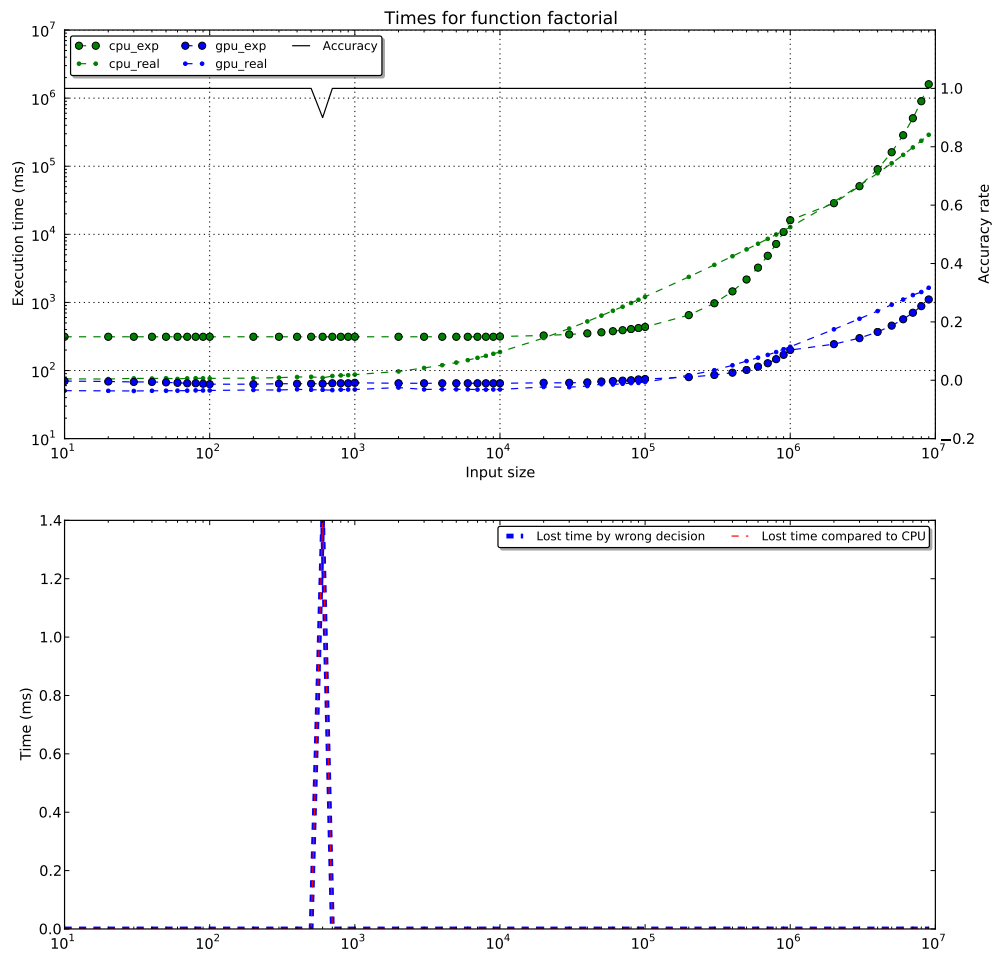 Times for function factorial
cpu_exp gpu_exp Accuracy
cpu_real gpu_real
Execution time (ms)
10^7
10^6
10^5
10^4
10^3
10^2
10^1
1.0
0.8
0.6
0.4
0.2
0.0
−0.2
Accuracy rate
10^1 10^2 10^3 10^4 10^5 10^6 10^7
Input size
Lost time by wrong decision Lost time compared to CPU
Time (ms)
1.4
1.2
1.0
0.8
0.6
0.4
0.2
0.0
10^1 10^2 10^3 10^4 10^5 10^6 10^7